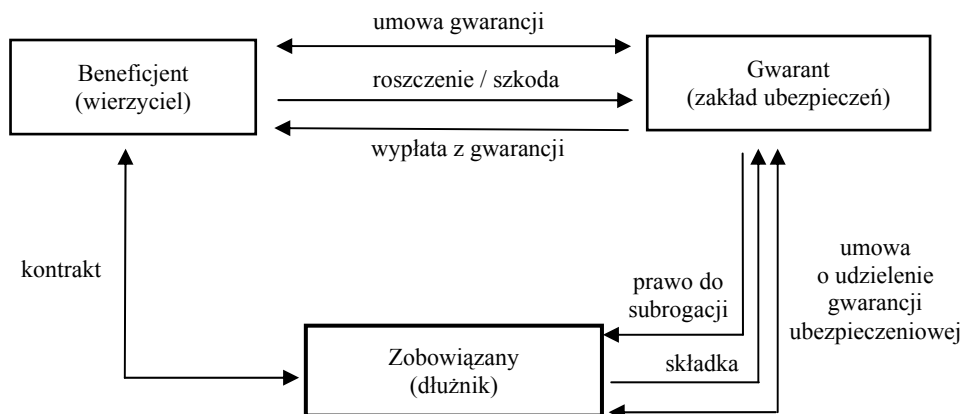 umowa gwarancji
Beneficjent
(wierzyciel)
roszczenie / szkoda
Gwarant
(zakład ubezpieczeń)
wypłata z gwarancji
kontrakt
prawo do
subrogacji
umowa
o udzielenie
gwarancji
ubezpieczeniowej
Zobowiązany
(dłużnik)
składka